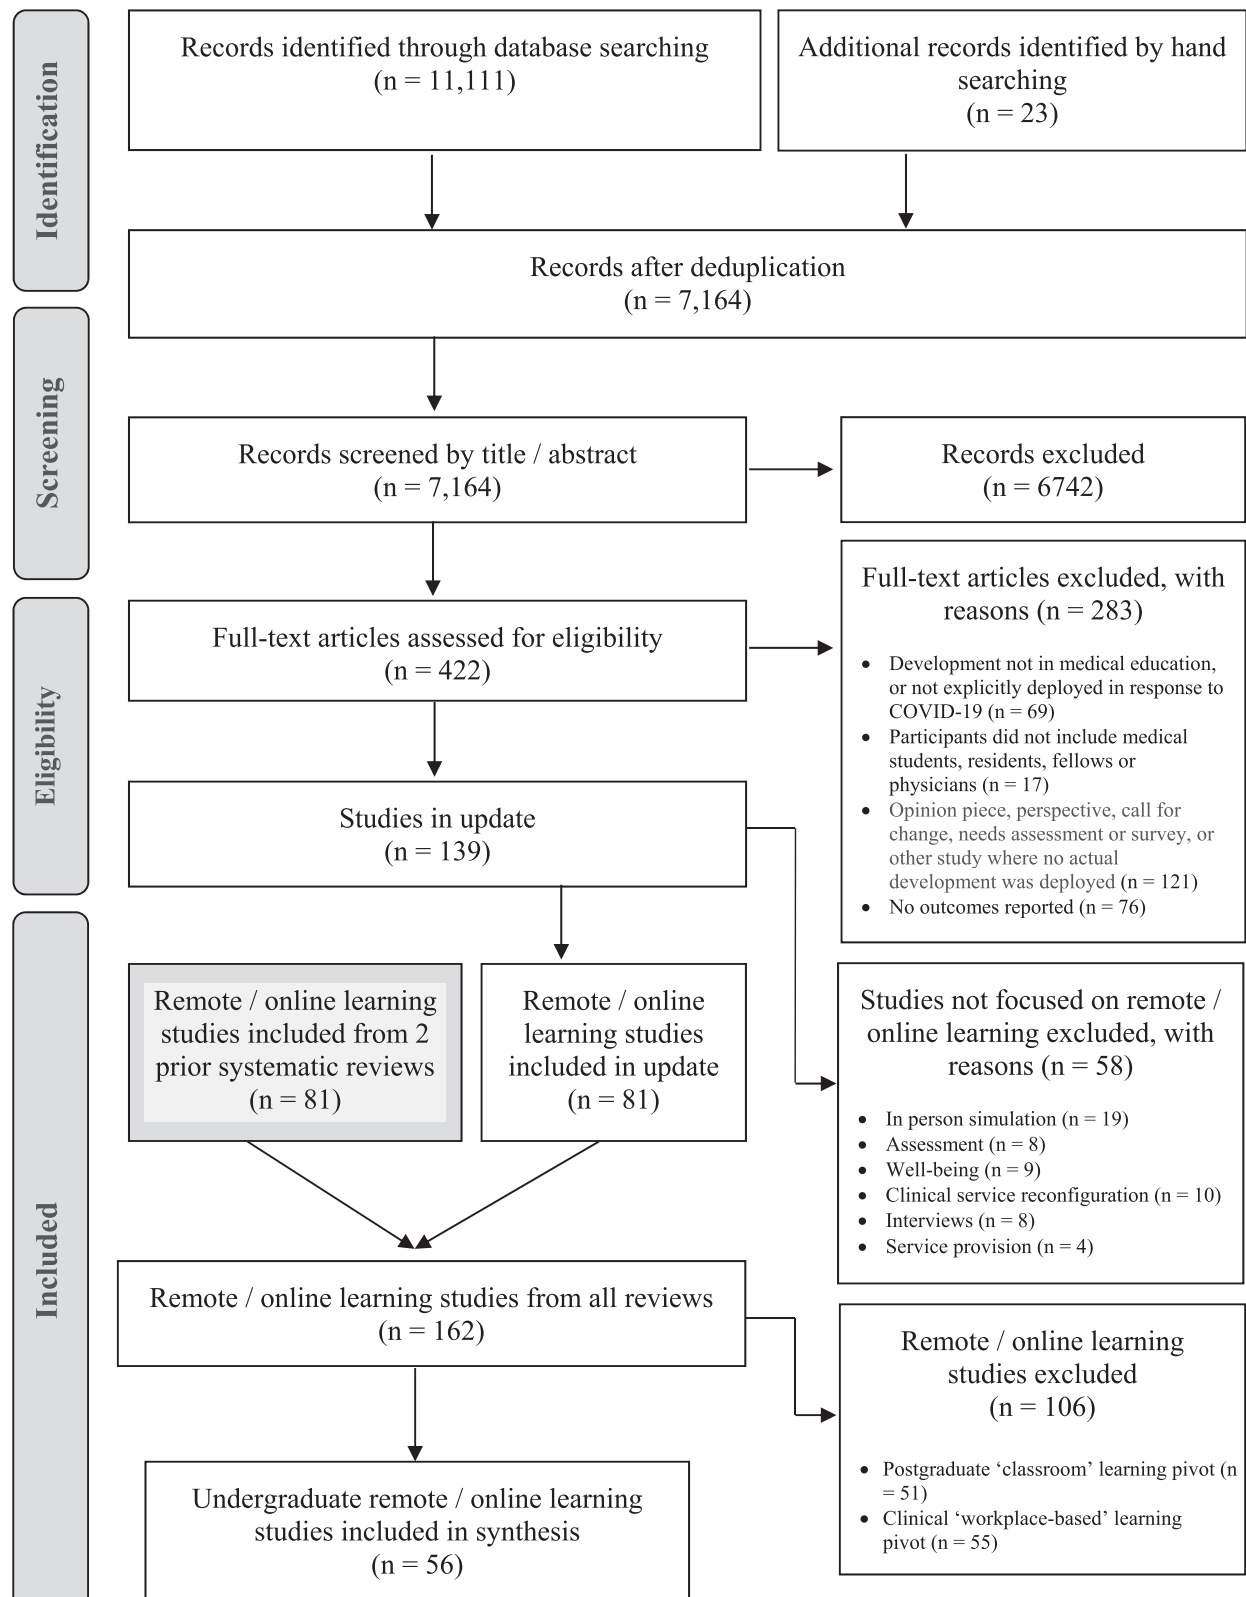 Identification
Records identified through database searching
(n = 11,111)
Additional records identified by hand
searching
(n = 23)
Records after deduplication
(n = 7,164)
Screening
Records screened by title / abstract
(n = 7,164)
Records excluded
(n = 6742)
Eligibility
Full-text articles assessed for eligibility
(n = 422)
Full-text articles excluded, with
reasons (n = 283)
• Development not in medical education,
or not explicitly deployed in response to
COVID-19 (n = 69)
• Participants did not include medical
students, residents, fellows or
physicians (n = 17)
• Opinion piece, perspective, call for
change, needs assessment or survey, or
other study where no actual
development was deployed (n = 121)
• No outcomes reported (n = 76)
Studies in update
(n = 139)
Included
Remote / online learning
studies included from 2
prior systematic reviews
(n = 81)
Remote / online
learning studies
included in update
(n = 81)
Studies not focused on remote /
online learning excluded, with
reasons (n = 58)
• In person simulation (n = 19)
• Assessment (n = 8)
• Well-being (n = 9)
• Clinical service reconfiguration (n = 10)
• Interviews (n = 8)
• Service provision (n = 4)
Remote / online learning studies from all reviews
(n = 162)
Remote / online learning
studies excluded
(n = 106)
• Postgraduate ‘classroom’ learning pivot (n
= 51)
• Clinical ‘workplace-based’ learning
pivot (n = 55)
Undergraduate remote / online learning
studies included in synthesis
(n = 56)